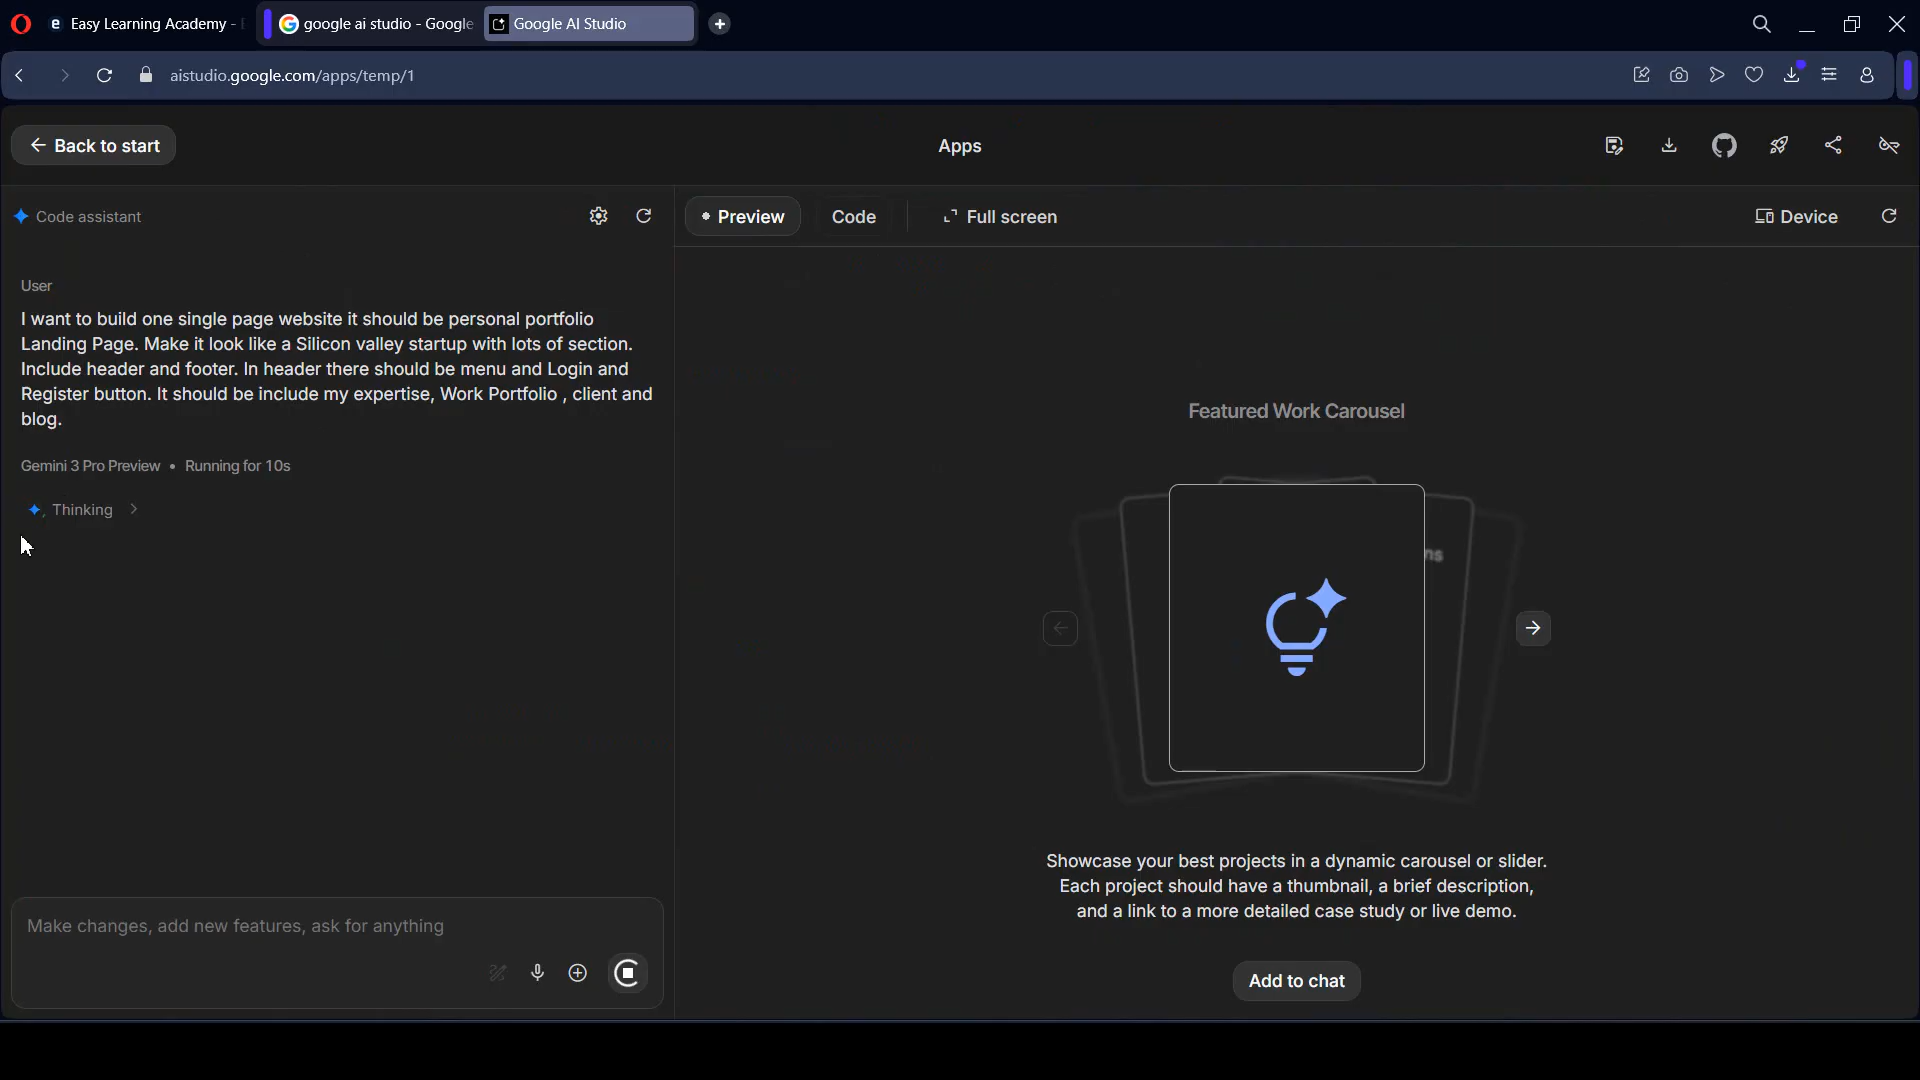 Easy Learning Academy -
google ai studio - Google
Google AI Studio
aistudio.google.com/apps/temp/1
Back to start
Apps
Code assistant
Preview
Code
Full screen
Device
User
I want to build one single page website it should be personal portfolio
Landing Page. Make it look like a Silicon valley startup with lots of section.
Include header and footer. In header there should be menu and Login and
Register button. It should be include my expertise, Work Portfolio , client and
blog.
Gemini 3 Pro Preview • Running for 10s
Thinking
Featured Work Carousel
ns
Showcase your best projects in a dynamic carousel or slider.
Each project should have a thumbnail, a brief description,
and a link to a more detailed case study or live demo.
Add to chat
Make changes, add new features, ask for anything